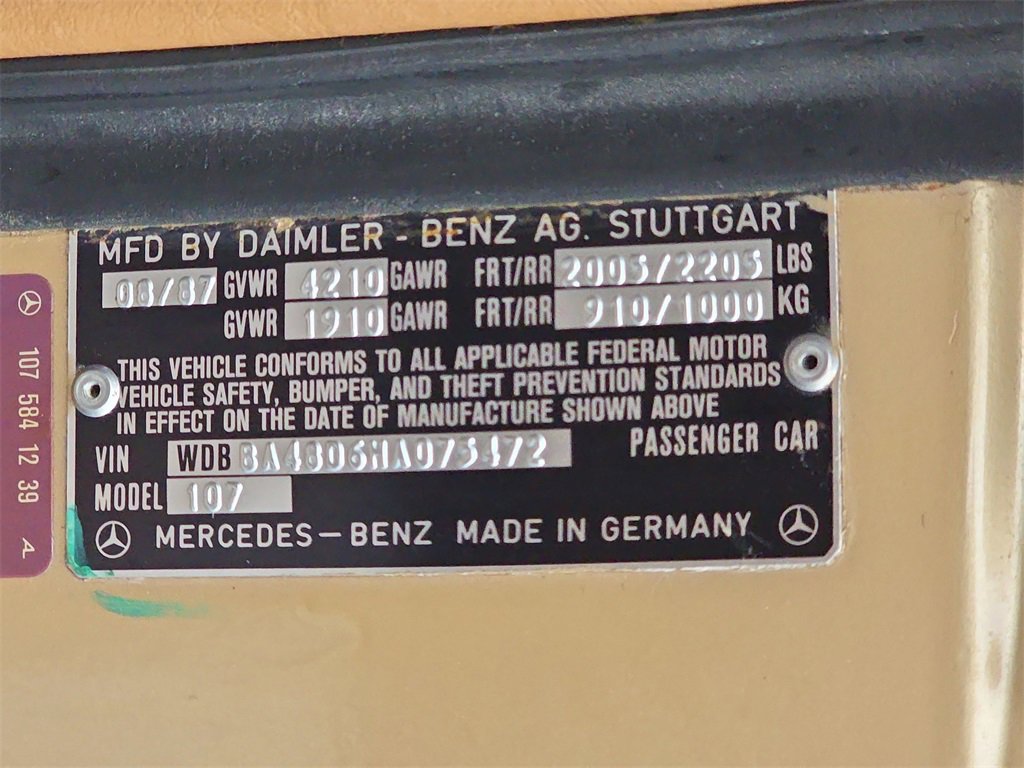 MFD BY DAIMLER - BENZ AG. STUTTGART
08/87 GVWR 4210 GAWR FRT/RR 2005/2205 LBS
GVWR 1910 GAWR FRT/RR 910/1000 KG
THIS VEHICLE CONFORMS TO ALL APPLICABLE FEDERAL MOTOR
VEHICLE SAFETY, BUMPER, AND THEFT PREVENTION STANDARDS
IN EFFECT ON THE DATE OF MANUFACTURE SHOWN ABOVE
VIN WDB BA48D6HA075472 PASSENGER CAR
MODEL 107
MERCEDES-BENZ MADE IN GERMANY
107 584 12 39 A